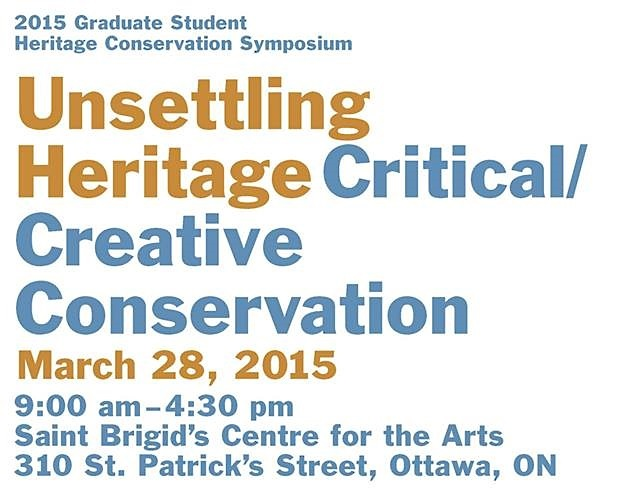 2015 Graduate Student
Heritage Conservation Symposium
Unsettling
Heritage Critical/
Creative
Conservation
March 28, 2015
9:00 am – 4:30 pm
Saint Brigid’s Centre for the Arts
310 St. Patrick’s Street, Ottawa, ON